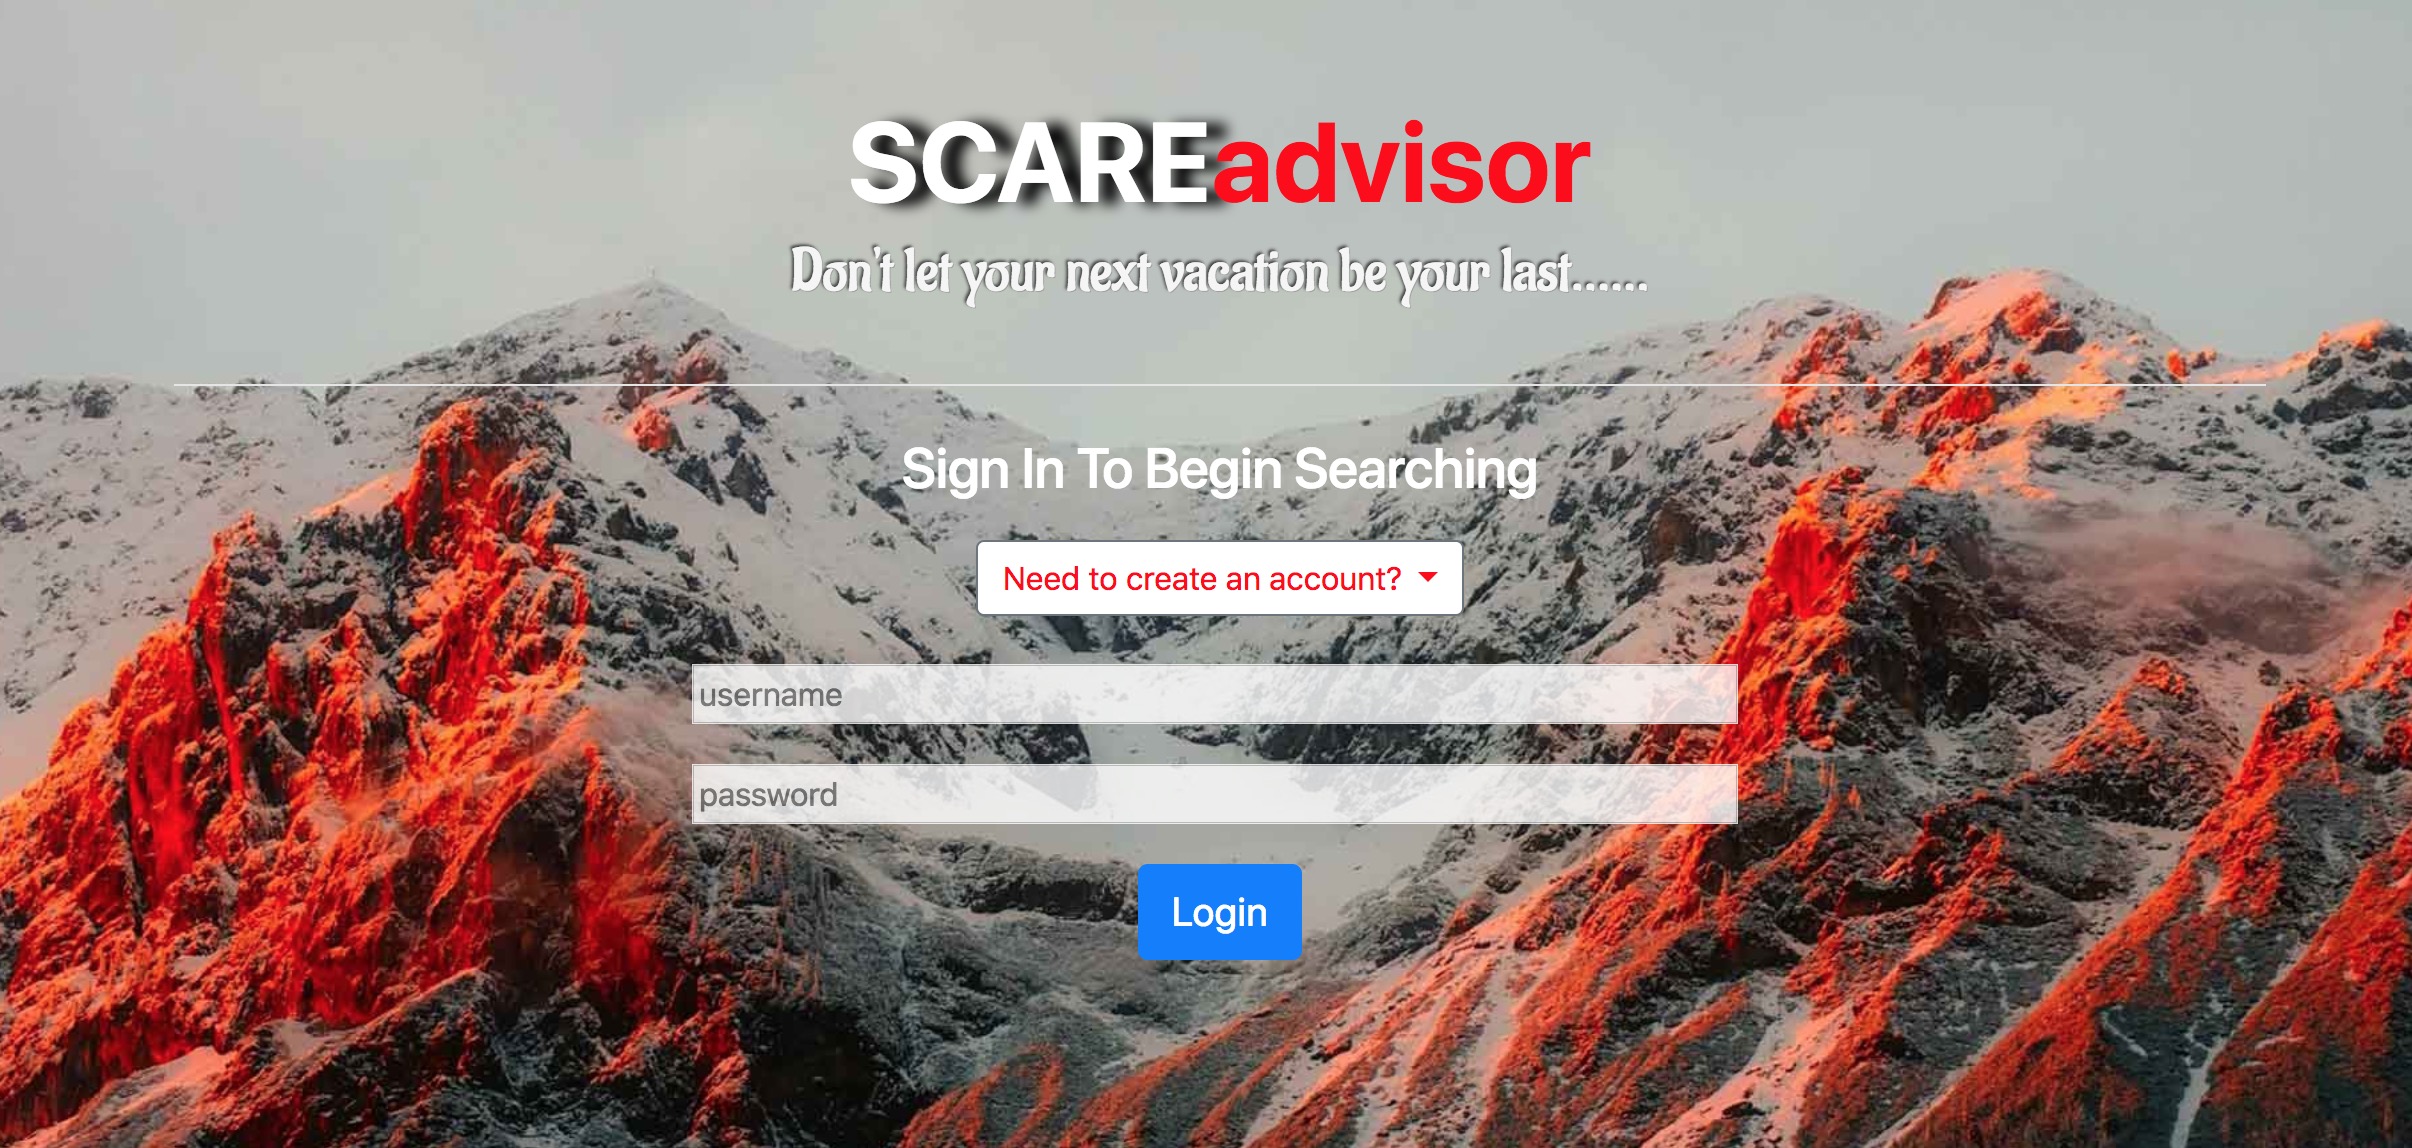 SCAREadvisor
Don't let your next vacation be your last......
Sign In To Begin Searching
Need to create an account?
username
password
Login